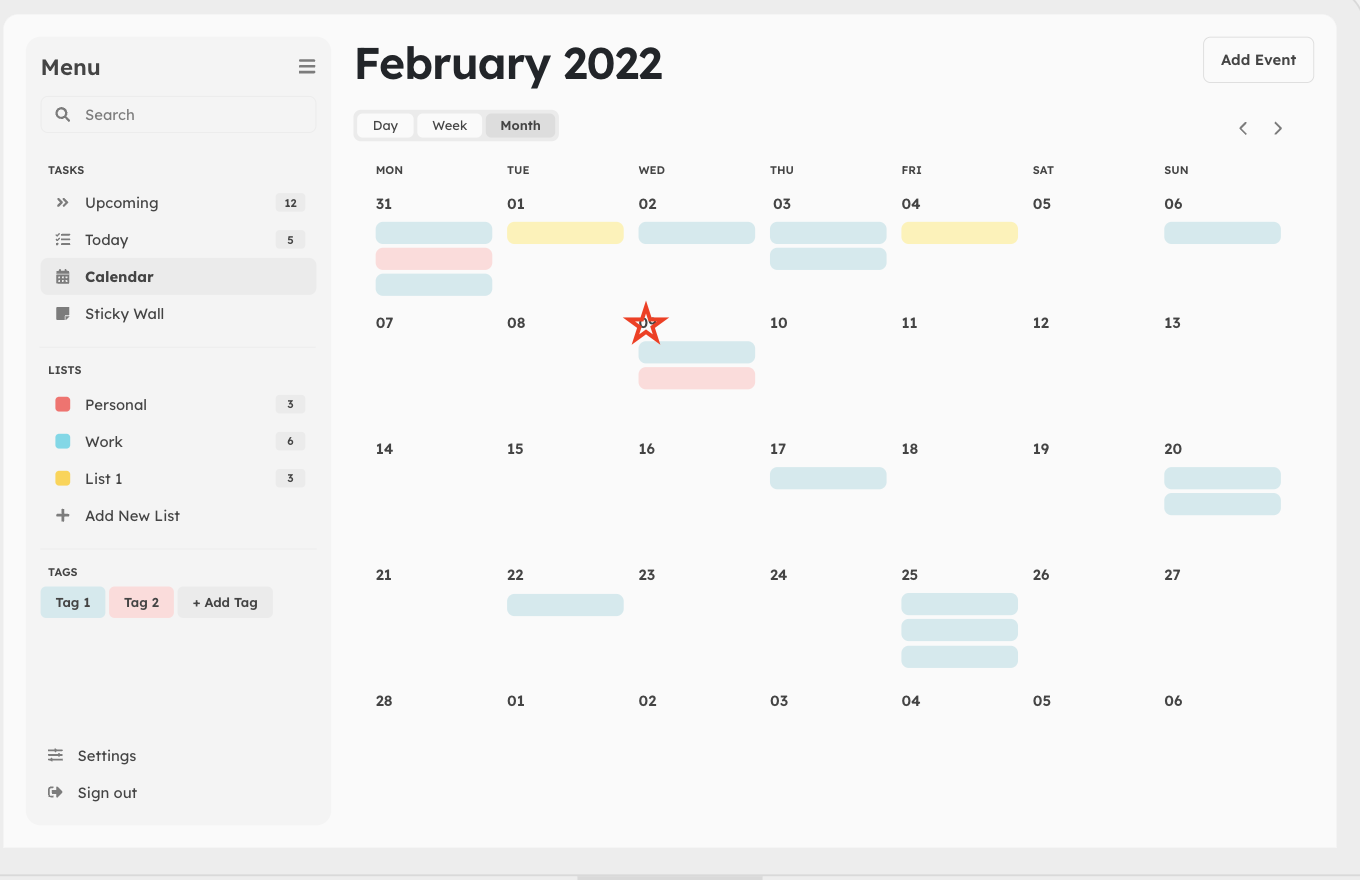 Menu
Search
TASKS
Upcoming 12
Today 5
Calendar
Sticky Wall
LISTS
Personal 3
Work 6
List 1 3
Add New List
TAGS
Tag 1 Tag 2 + Add Tag
Settings
Sign out
February 2022
Add Event
Day Week Month
MON TUE WED THU FRI SAT SUN
31 01 02 03 04 05 06
07 08 09 10 11 12 13
14 15 16 17 18 19 20
21 22 23 24 25 26 27
28 01 02 03 04 05 06